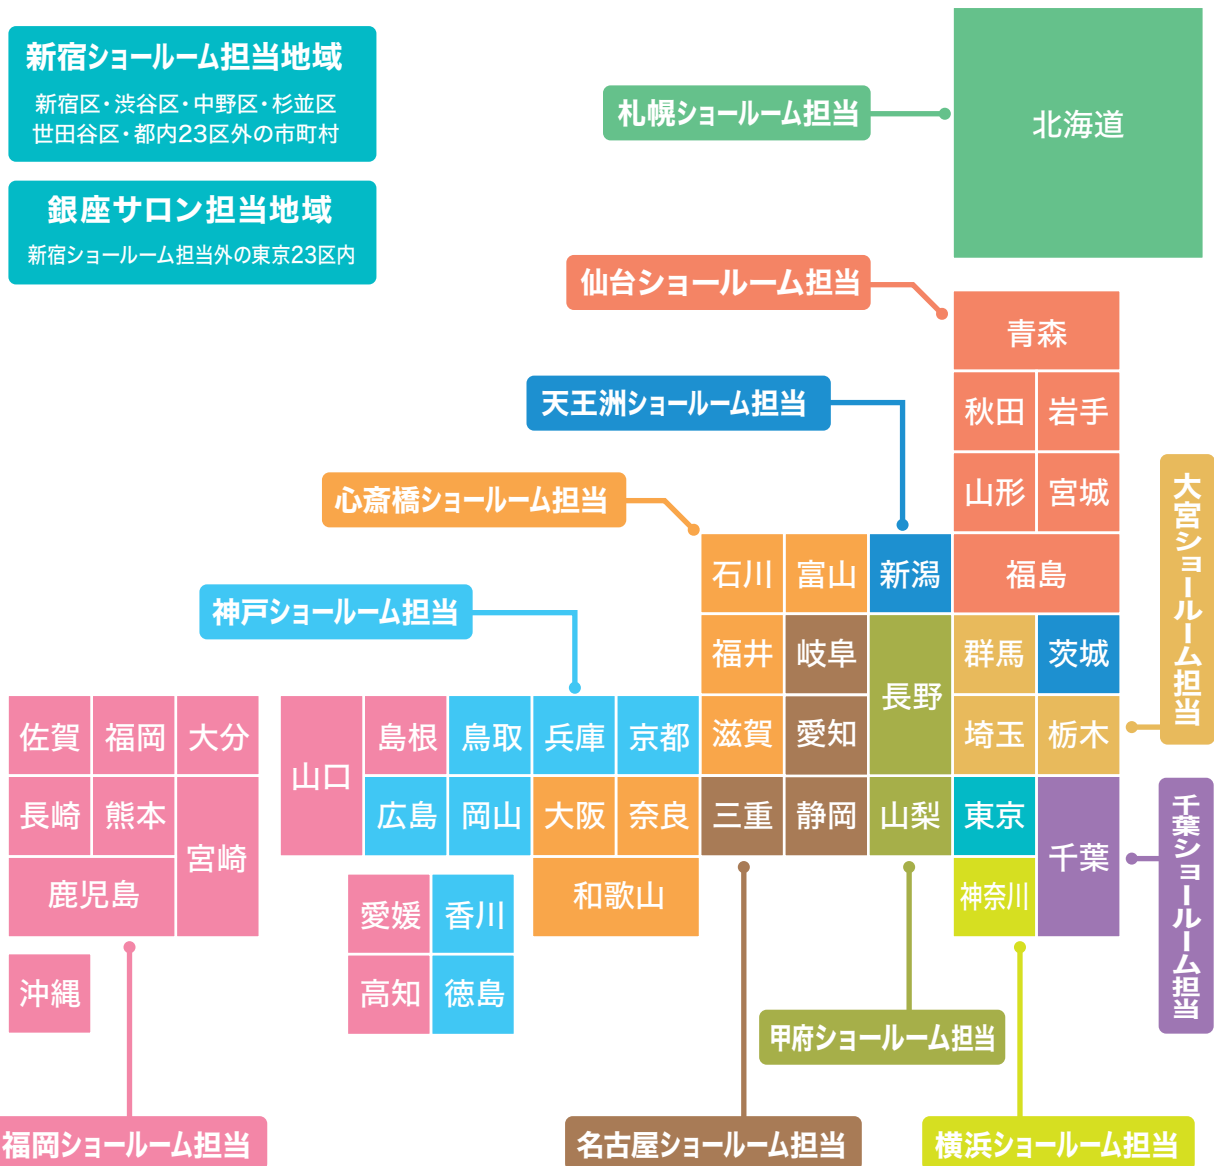 新宿ショールーム担当地域
新宿区・渋谷区・中野区・杉並区
世田谷区・都内23区外の市町村
銀座サロン担当地域
新宿ショールーム担当外の東京23区内
札幌ショールーム担当
北海道
仙台ショールーム担当
青森
秋田
岩手
山形
宮城
福島
天王洲ショールーム担当
新潟
茨城
心斎橋ショールーム担当
石川
富山
福井
岐阜
長野
群馬
大宮ショールーム担当
神戸ショールーム担当
佐賀
福岡
大分
山口
島根
鳥取
兵庫
京都
滋賀
愛知
埼玉
栃木
長崎
熊本
宮崎
広島
岡山
大阪
奈良
三重
静岡
山梨
東京
千葉
千葉ショールーム担当
鹿児島
愛媛
香川
和歌山
神奈川
沖縄
高知
徳島
甲府ショールーム担当
福岡ショールーム担当
名古屋ショールーム担当
横浜ショールーム担当